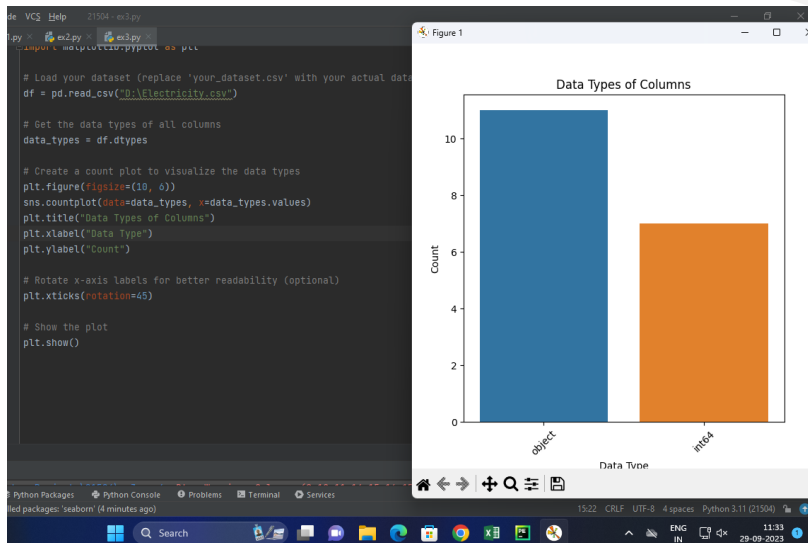 de VCS Help 21504 - ex3.py
1.py ex2.py ex3.py
import matplotlib.pyplot as plt
# Load your dataset (replace 'your_dataset.csv' with your actual data
df = pd.read_csv("D:\Electricity.csv")
# Get the data types of all columns
data_types = df.dtypes
# Create a count plot to visualize the data types
plt.figure(figsize=(10, 6))
sns.countplot(data=data_types, x=data_types.values)
plt.title("Data Types of Columns")
plt.xlabel("Data Type")
plt.ylabel("Count")
# Rotate x-axis labels for better readability (optional)
plt.xticks(rotation=45)
# Show the plot
plt.show()
Figure 1
Data Types of Columns
10
8
6
4
2
0
Count
object
int64
Data Type
Python Packages Python Console Problems Terminal Services
lled packages: 'seaborn' (4 minutes ago)
15:22 CRLF UTF-8 4 spaces Python 3.11 (21504)
Search
ENG
IN
11:33
29-09-2023
1